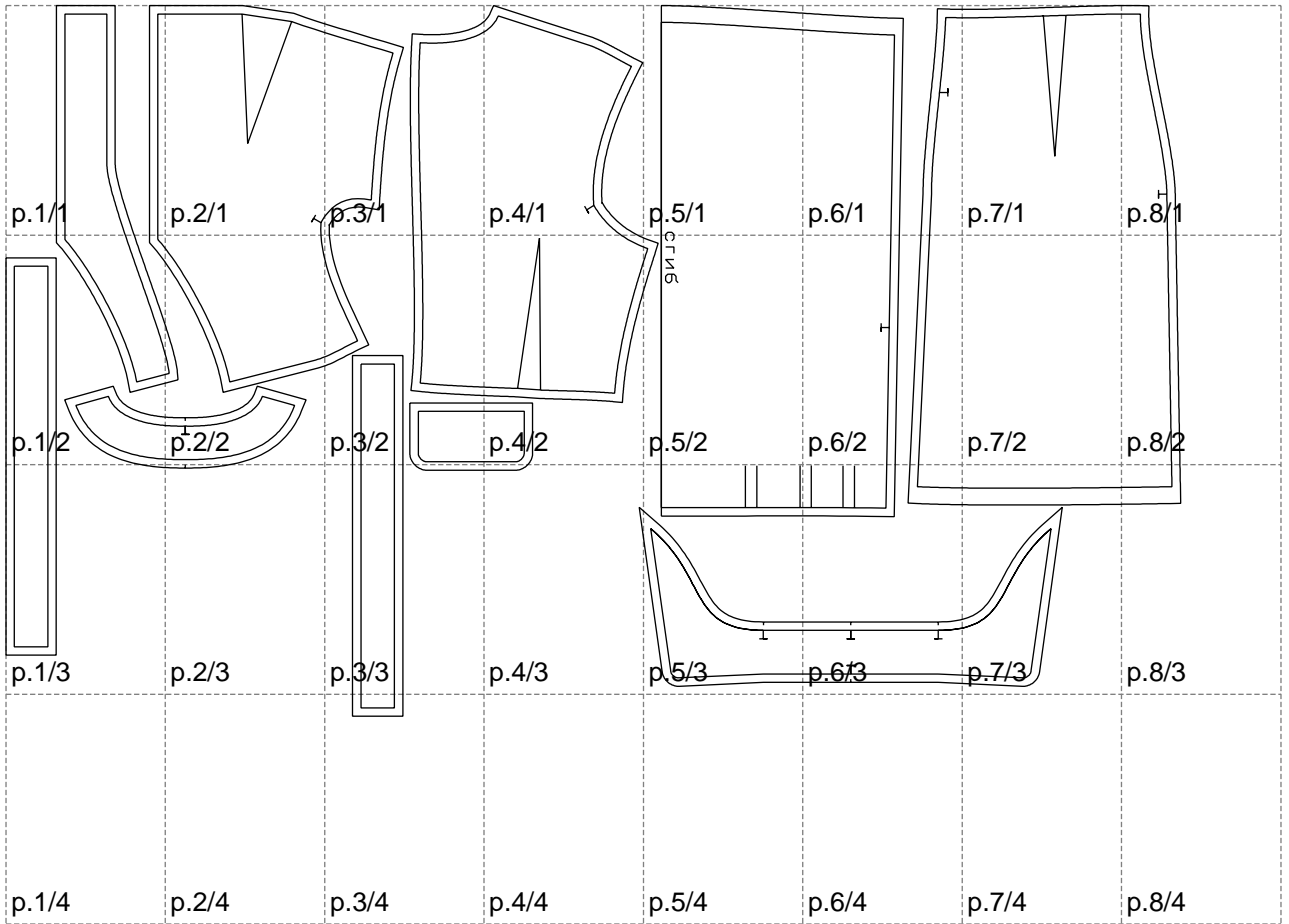 p.1/1 p.2/1 p.3/1 p.4/1 p.5/1 p.6/1 p.7/1 p.8/1
сгиб
p.1/2 p.2/2 p.3/2 p.4/2 p.5/2 p.6/2 p.7/2 p.8/2
p.1/3 p.2/3 p.3/3 p.4/3 p.5/3 p.6/3 p.7/3 p.8/3
p.1/4 p.2/4 p.3/4 p.4/4 p.5/4 p.6/4 p.7/4 p.8/4